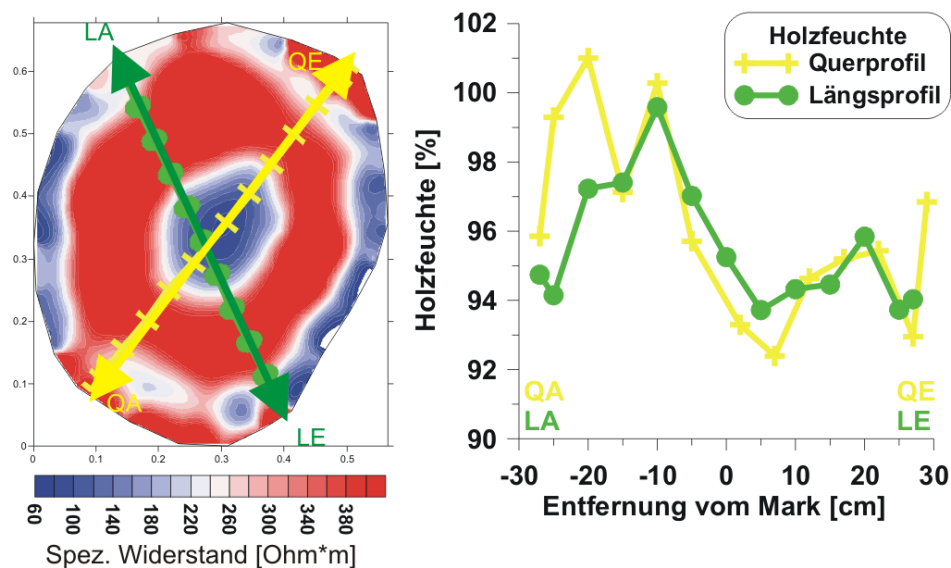 LA
QE
QA
LE
0.6
0.5
0.4
0.3
0.2
0.1
0
0 0.1 0.2 0.3 0.4 0.5
60 100 140 180 220 260 300 340 380
Spez. Widerstand [Ohm*m]
Holzfeuchte
Querprofil
Längsprofil
Holzfeuchte [%]
102
100
98
96
94
92
90
QA QE
LA LE
-30 -20 -10 0 10 20 30
Entfernung vom Mark [cm]